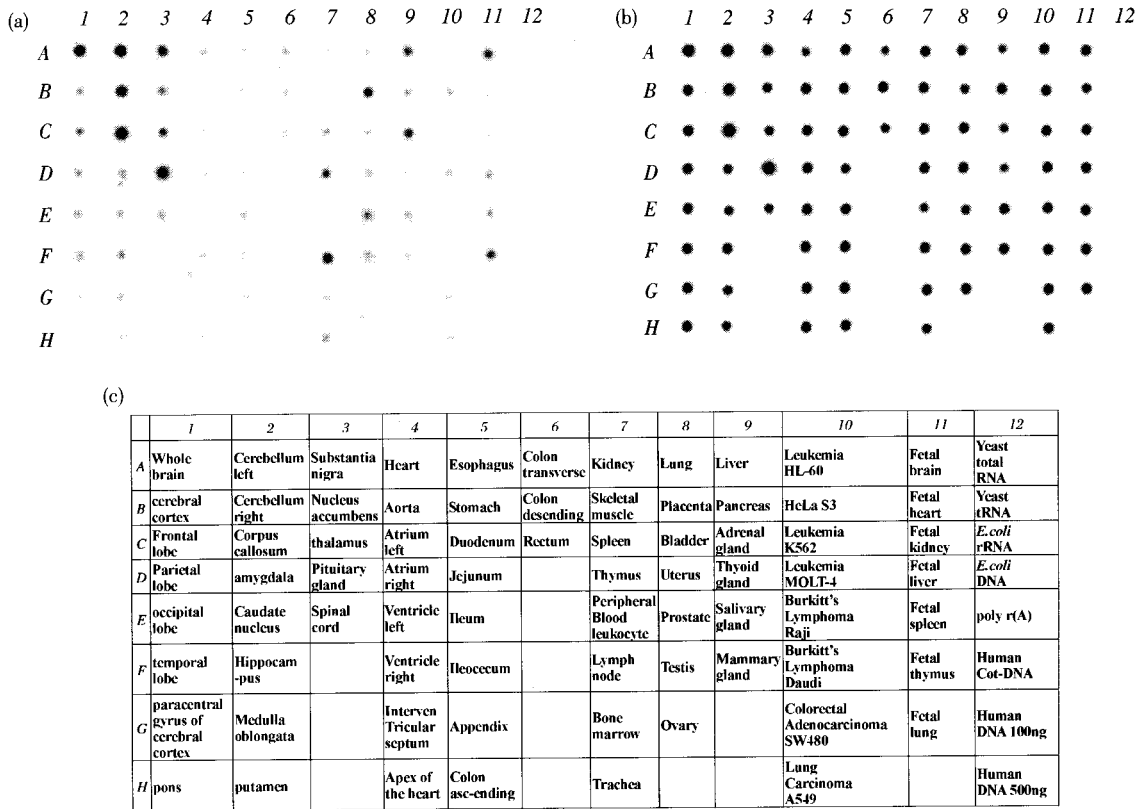 (a) 1 2 3 4 5 6 7 8 9 10 11 12
A
B
C
D
E
F
G
H
(b) 1 2 3 4 5 6 7 8 9 10 11 12
A
B
C
D
E
F
G
H
(c)
1 2 3 4 5 6 7 8 9 10 11 12
A
Whole
brain
Cerebellum
left
Substantia
nigra
Heart
Esophagus
Colon
transverse
Kidney
Lung
Liver
Leukemia
HL-60
Fetal
brain
Yeast
total
RNA
B
cerebral
cortex
Cerebellum
right
Nucleus
accumbens
Aorta
Stomach
Colon
desending
Skeletal
muscle
Placenta
Pancreas
HeLa S3
Fetal
heart
Yeast
tRNA
C
Frontal
lobe
Corpus
callosum
thalamus
Atrium
left
Duodenum
Rectum
Spleen
Bladder
Adrenal
gland
Leukemia
K562
Fetal
kidney
E.coli
rRNA
D
Parietal
lobe
amygdala
Pituitary
gland
Atrium
right
Jejunum
Thymus
Uterus
Thyoid
gland
Leukemia
MOLT-4
Fetal
liver
E.coli
DNA
E
occipital
lobe
Caudate
nucleus
Spinal
cord
Ventricle
left
Ileum
Peripheral
Blood
leukocyte
Prostate
Salivary
gland
Burkitt's
Lymphoma
Raji
Fetal
spleen
poly r(A)
F
temporal
lobe
Hippocam
-pus
Ventricle
right
Ileocecum
Lymph
node
Testis
Mammary
gland
Burkitt's
Lymphoma
Daudi
Fetal
thymus
Human
Cot-DNA
G
paracentral
gyrus of
cerebral
cortex
Medulla
oblongata
Interven
Tricular
septum
Appendix
Bone
marrow
Ovary
Colorectal
Adenocarcinoma
SW480
Fetal
lung
Human
DNA 100ng
H
pons
putamen
Apex of
the heart
Colon
asc-ending
Trachea
Lung
Carcinoma
A549
Human
DNA 500ng